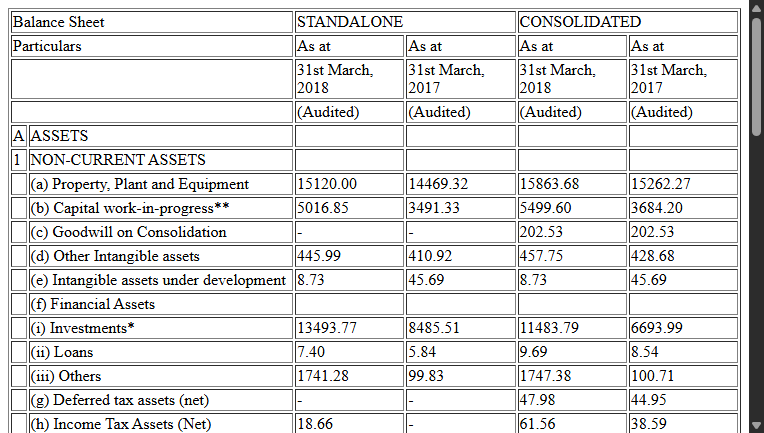 Balance Sheet STANDALONE CONSOLIDATED
Particulars As at As at As at As at
31st March, 2018 31st March, 2017 31st March, 2018 31st March, 2017
(Audited) (Audited) (Audited) (Audited)
A ASSETS
1 NON-CURRENT ASSETS
(a) Property, Plant and Equipment 15120.00 14469.32 15863.68 15262.27
(b) Capital work-in-progress** 5016.85 3491.33 5499.60 3684.20
(c) Goodwill on Consolidation - - 202.53 202.53
(d) Other Intangible assets 445.99 410.92 457.75 428.68
(e) Intangible assets under development 8.73 45.69 8.73 45.69
(f) Financial Assets
(i) Investments* 13493.77 8485.51 11483.79 6693.99
(ii) Loans 7.40 5.84 9.69 8.54
(iii) Others 1741.28 99.83 1747.38 100.71
(g) Deferred tax assets (net) - - 47.98 44.95
(h) Income Tax Assets (Net) 18.66 - 61.56 38.59